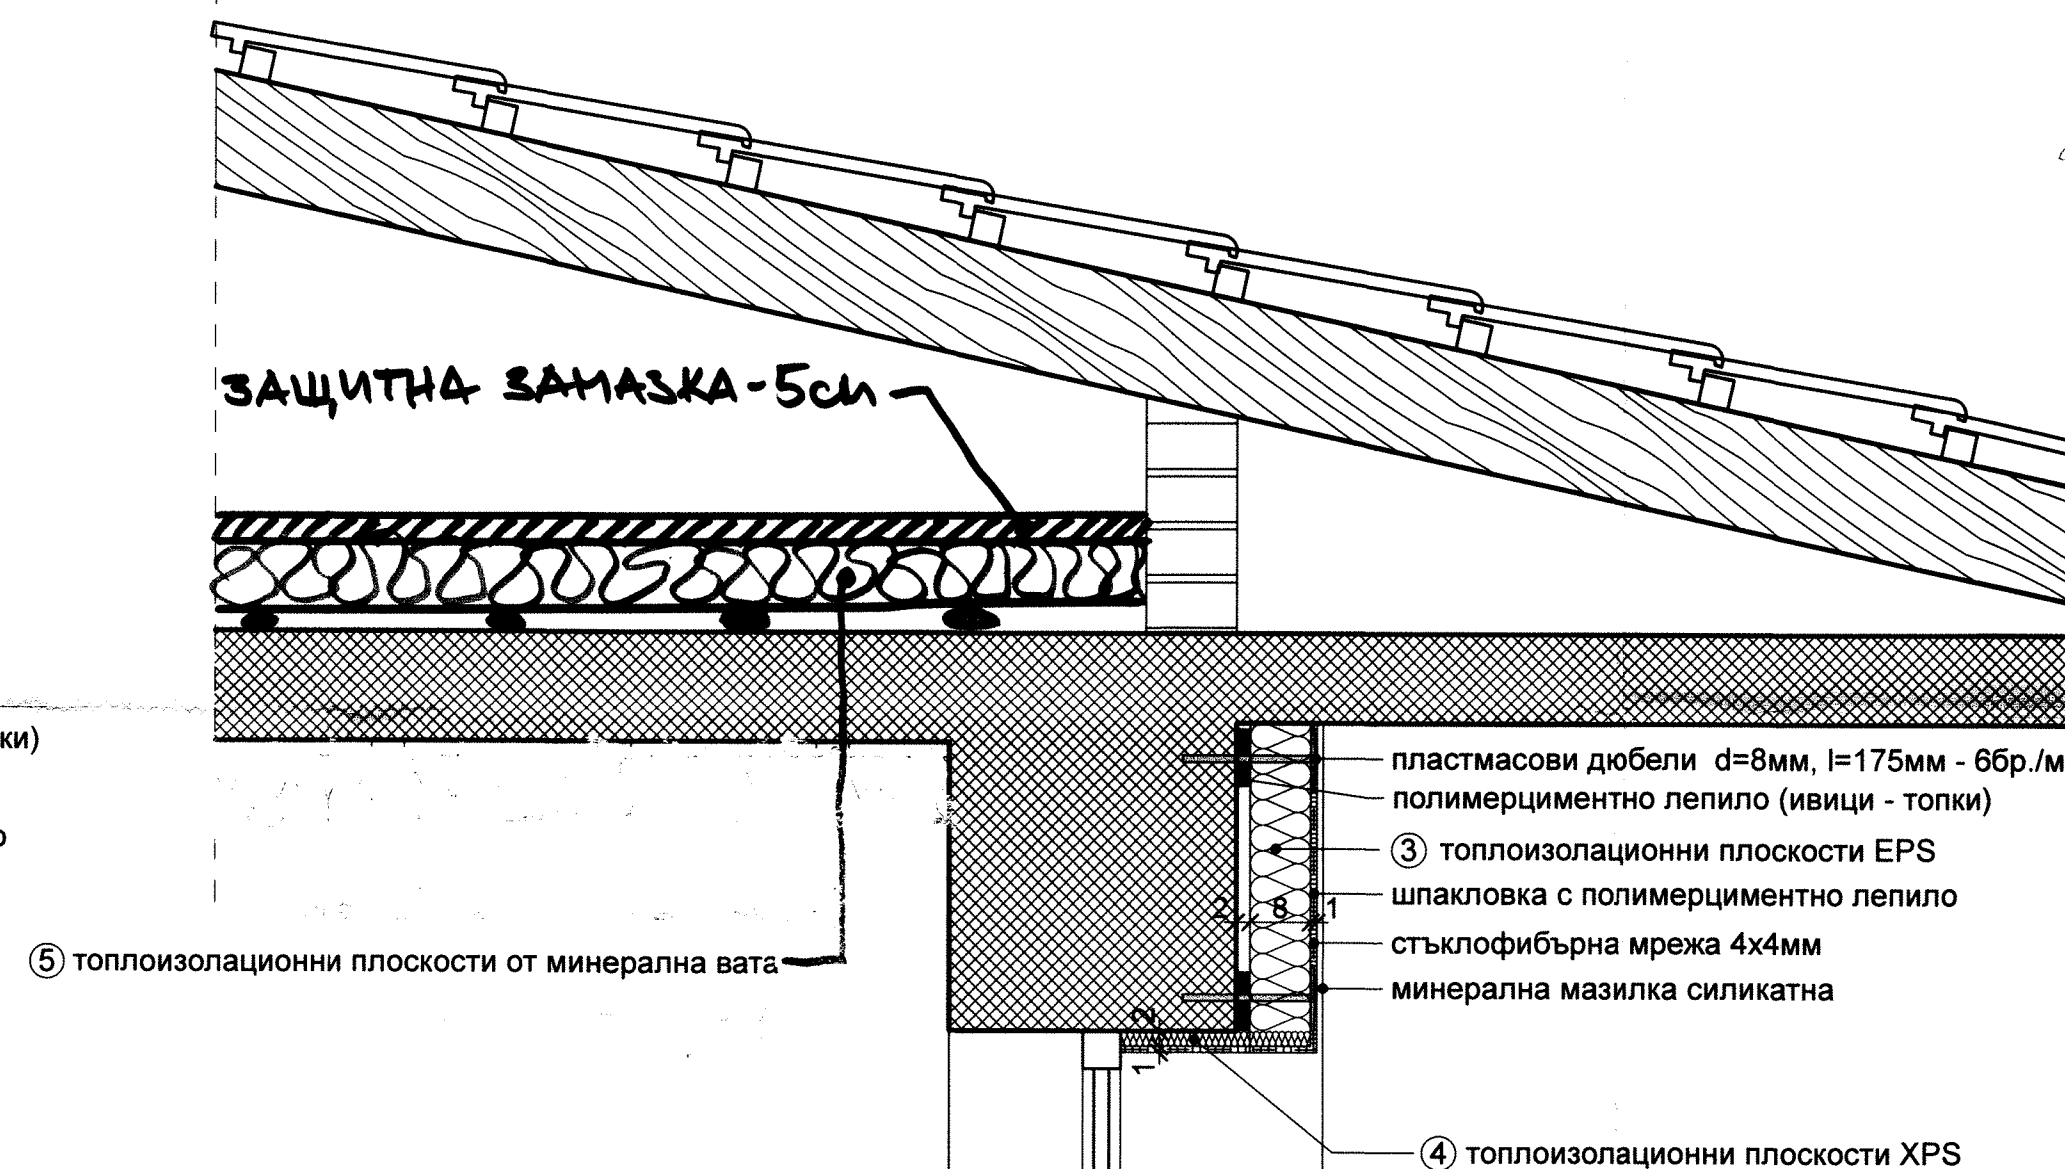 ЗАЩИТНА ЗАМАЗКА - 5см
ки)
пластмасови дюбели d=8мм, l=175мм - 6бр./м
полимерциментно лепило (ивици - топки)
③ топлоизолационни плоскости EPS
шпакловка с полимерциментно лепило
2 8 1
стъклофибърна мрежа 4x4мм
⑤ топлоизолационни плоскости от минерална вата
минерална мазилка силикатна
2
1
④ топлоизолационни плоскости XPS